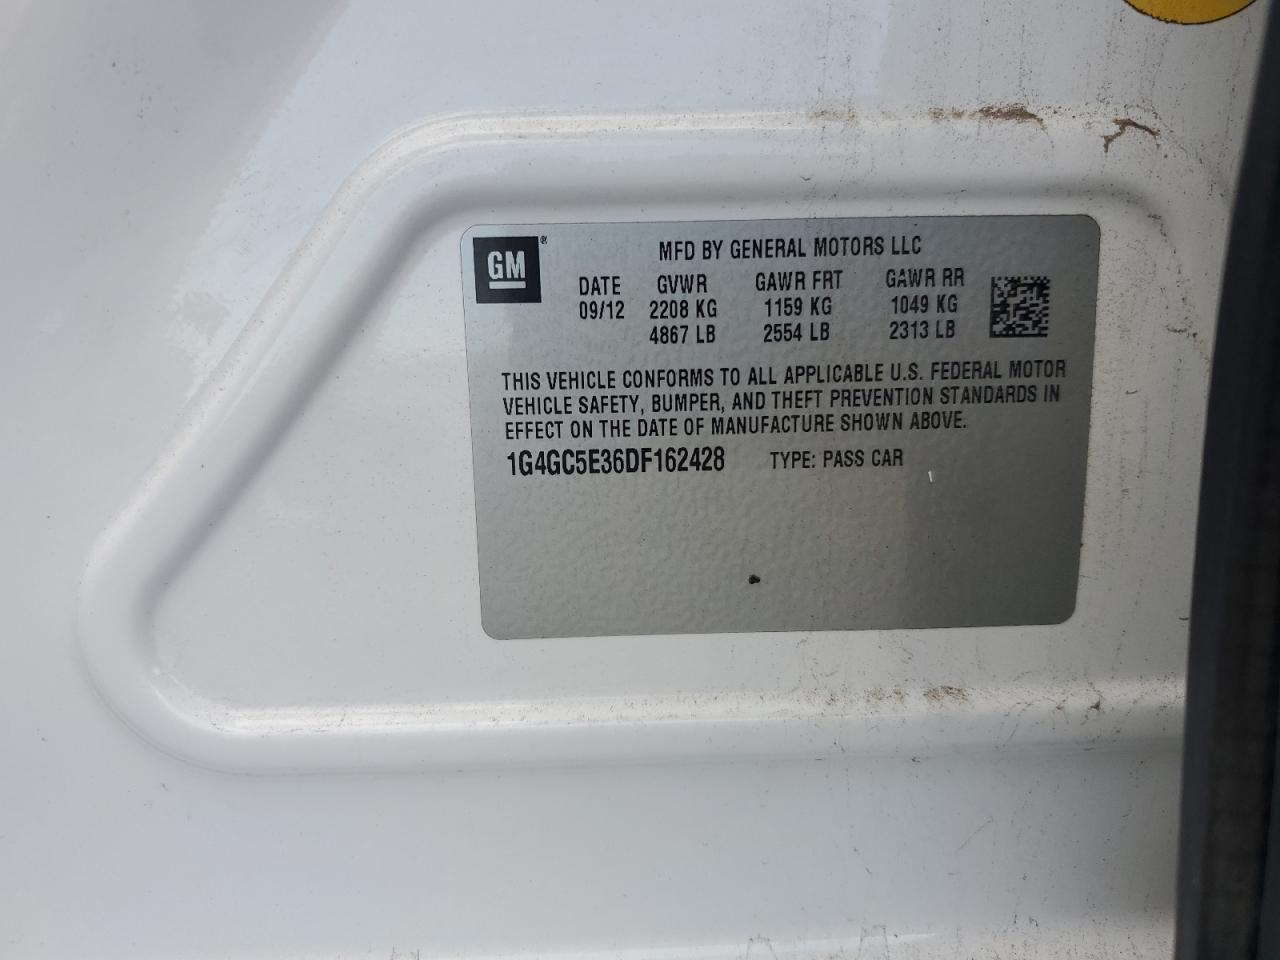 GM ®
MFD BY GENERAL MOTORS LLC
DATE GVWR GAWR FRT GAWR RR
09/12 2208 KG 1159 KG 1049 KG
4867 LB 2554 LB 2313 LB
THIS VEHICLE CONFORMS TO ALL APPLICABLE U.S. FEDERAL MOTOR
VEHICLE SAFETY, BUMPER, AND THEFT PREVENTION STANDARDS IN
EFFECT ON THE DATE OF MANUFACTURE SHOWN ABOVE.
1G4GC5E36DF162428 TYPE: PASS CAR